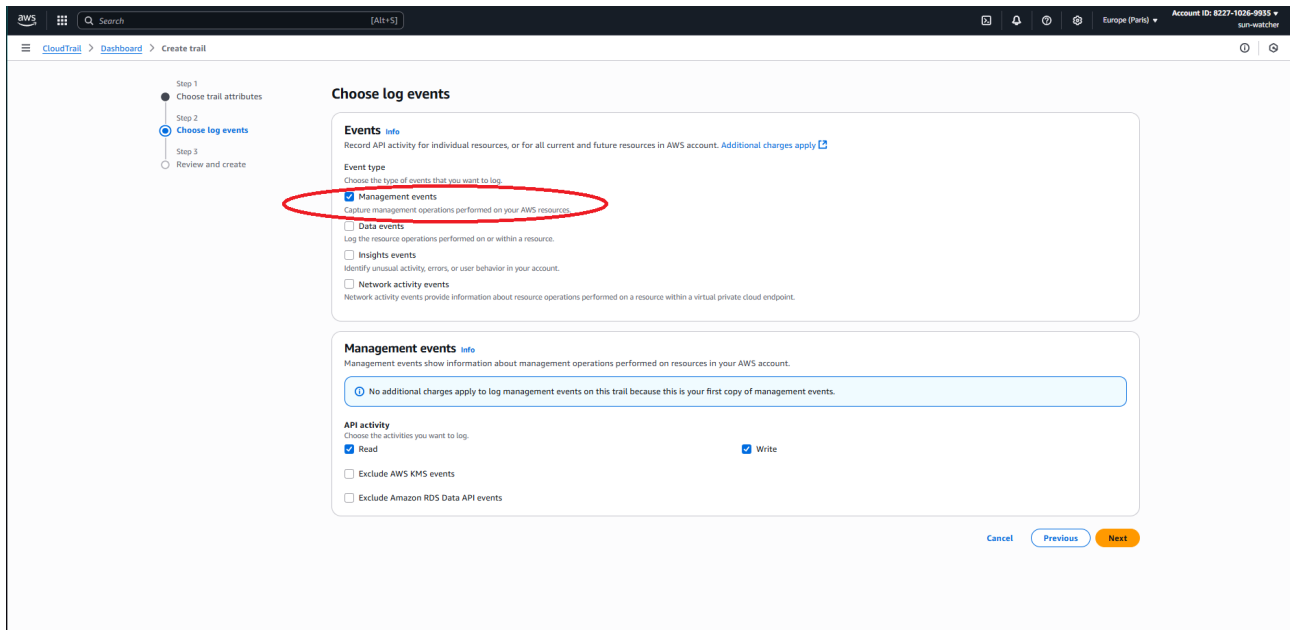 aws
Search
[Alt+S]
Europe (Paris)
Account ID: 8227-1026-9935
sun-watcher
CloudTrail > Dashboard > Create trail
Step 1
Choose trail attributes
Step 2
Choose log events
Step 3
Review and create
Choose log events
Events Info
Record API activity for individual resources, or for all current and future resources in AWS account. Additional charges apply
Event type
Choose the type of events that you want to log.
Management events
Capture management operations performed on your AWS resources.
Data events
Log the resource operations performed on or within a resource.
Insights events
Identify unusual activity, errors, or user behavior in your account.
Network activity events
Network activity events provide information about resource operations performed on a resource within a virtual private cloud endpoint.
Management events Info
Management events show information about management operations performed on resources in your AWS account.
No additional charges apply to log management events on this trail because this is your first copy of management events.
API activity
Choose the activities you want to log.
Read
Write
Exclude AWS KMS events
Exclude Amazon RDS Data API events
Cancel
Previous
Next